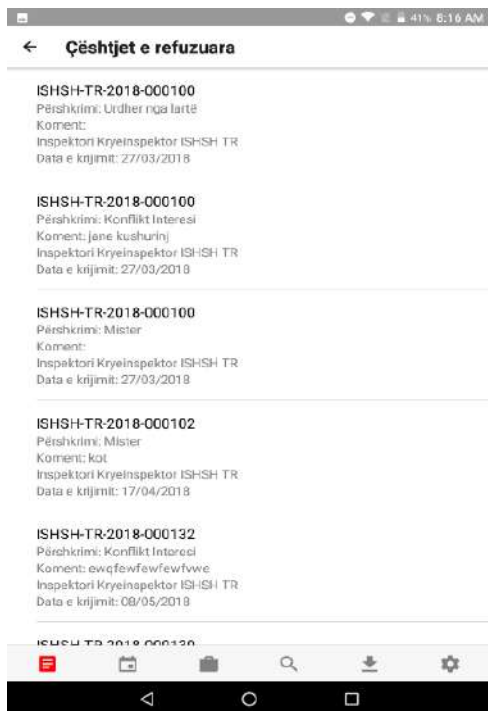 41% 8:16 AM
Çështjet e refuzuara
ISHSH-TR-2018-000100
Përshkrimi: Urdher nga lartë
Koment:
Inspektori Kryeinspektor ISHSH TR
Data e krijimit: 27/03/2018
ISHSH-TR-2018-000100
Përshkrimi: Konflikt Interesi
Koment: jane kushurinj
Inspektori Kryeinspektor ISHSH TR
Data e krijimit: 27/03/2018
ISHSH-TR-2018-000100
Përshkrimi: Mister
Koment:
Inspektori Kryeinspektor ISHSH TR
Data e krijimit: 27/03/2018
ISHSH-TR-2018-000102
Përshkrimi: Mister
Koment: kot
Inspektori Kryeinspektor ISHSH TR
Data e krijimit: 17/04/2018
ISHSH-TR-2018-000132
Përshkrimi: Konflikt Interesi
Koment: ewqfewfewfewfvwe
Inspektori Kryeinspektor ISHSH TR
Data e krijimit: 08/05/2018